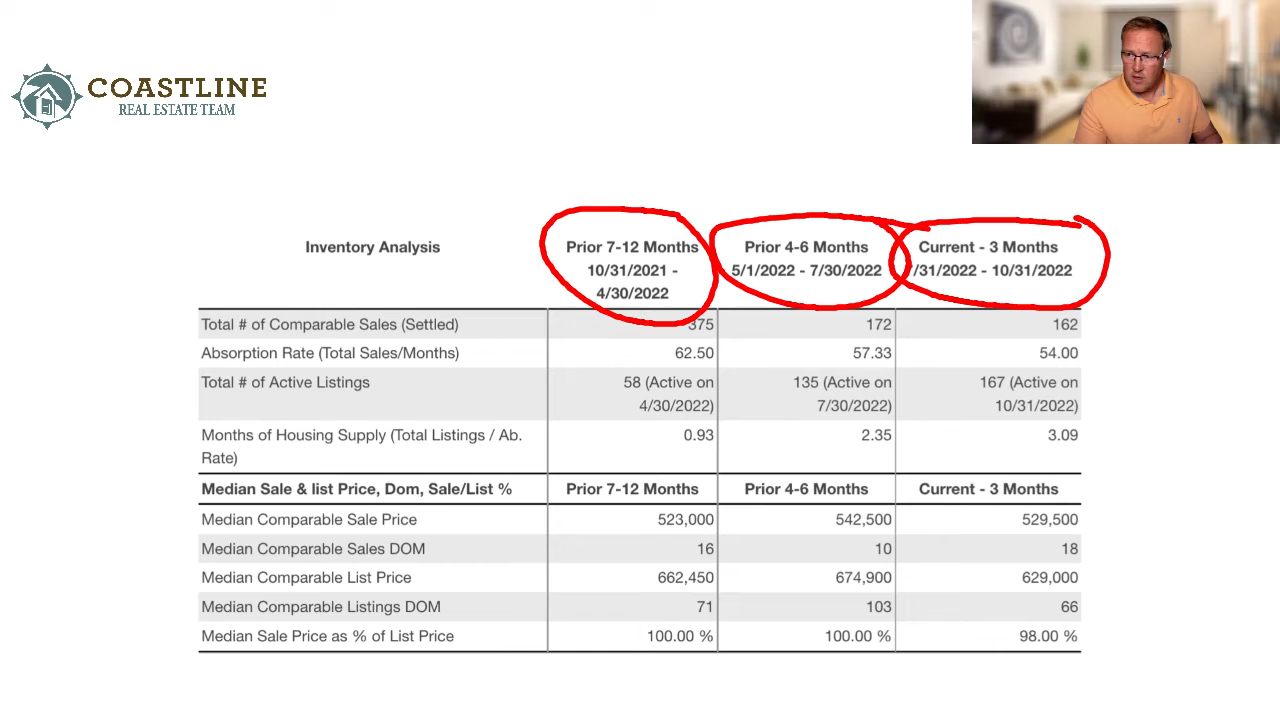 COASTLINE
REAL ESTATE TEAM
Inventory Analysis
Prior 7-12 Months
10/31/2021 -
4/30/2022
Prior 4-6 Months
5/1/2022 - 7/30/2022
Current - 3 Months
/31/2022 - 10/31/2022
Total # of Comparable Sales (Settled) 375 172 162
Absorption Rate (Total Sales/Months) 62.50 57.33 54.00
Total # of Active Listings 58 (Active on 135 (Active on 167 (Active on
4/30/2022) 7/30/2022) 10/31/2022)
Months of Housing Supply (Total Listings / Ab. 0.93 2.35 3.09
Rate)
Median Sale & list Price, Dom, Sale/List % Prior 7-12 Months Prior 4-6 Months Current - 3 Months
Median Comparable Sale Price 523,000 542,500 529,500
Median Comparable Sales DOM 16 10 18
Median Comparable List Price 662,450 674,900 629,000
Median Comparable Listings DOM 71 103 66
Median Sale Price as % of List Price 100.00 % 100.00 % 98.00 %